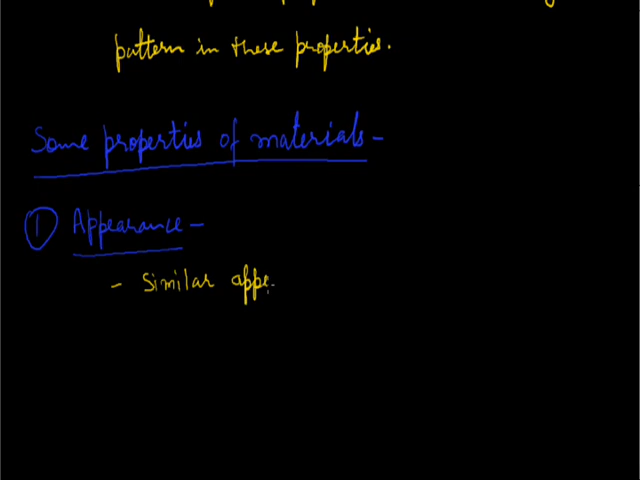 pattern in these properties.
Some properties of materials -
① Appearance -
- Similar appe